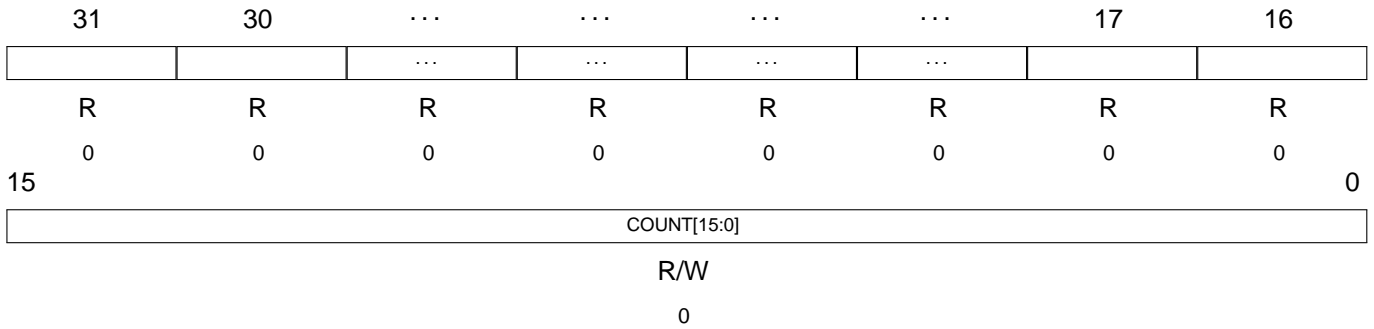 31 30 ... ... ... ... 17 16
... ... ... ...
R R R R R R R R
0 0 0 0 0 0 0 0
15 0
COUNT[15:0]
R/W
0